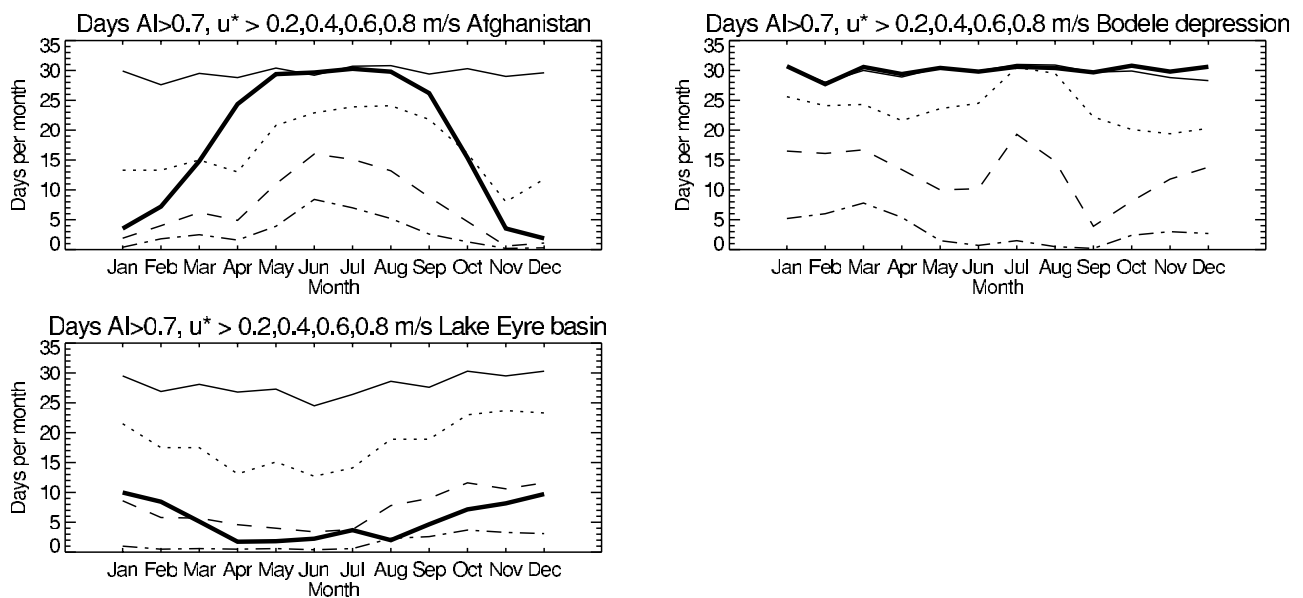 Days AI>0.7, u* > 0.2,0.4,0.6,0.8 m/s Afghanistan
35
30
25
20
15
10
5
0
Days per month
Jan Feb Mar Apr May Jun Jul Aug Sep Oct Nov Dec
Month
Days AI>0.7, u* > 0.2,0.4,0.6,0.8 m/s Bodele depression
35
30
25
20
15
10
5
0
Days per month
Jan Feb Mar Apr May Jun Jul Aug Sep Oct Nov Dec
Month
Days AI>0.7, u* > 0.2,0.4,0.6,0.8 m/s Lake Eyre basin
35
30
25
20
15
10
5
0
Days per month
Jan Feb Mar Apr May Jun Jul Aug Sep Oct Nov Dec
Month